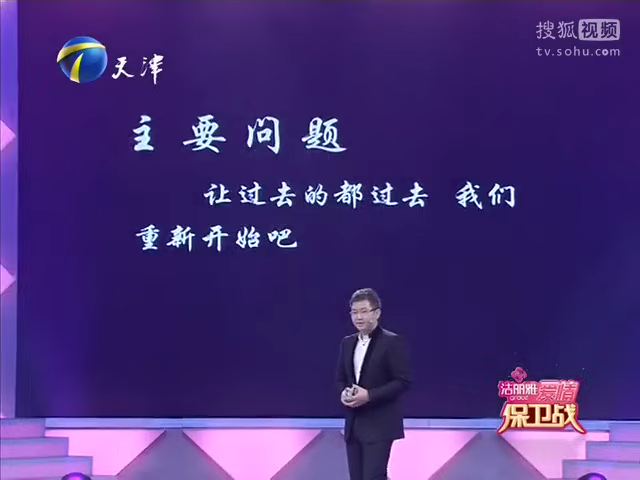 搜狐视频
tv.sohu.com
天津
主要问题
让过去的都过去 我们
重新开始吧
洁丽雅 爱情
grace
保卫战